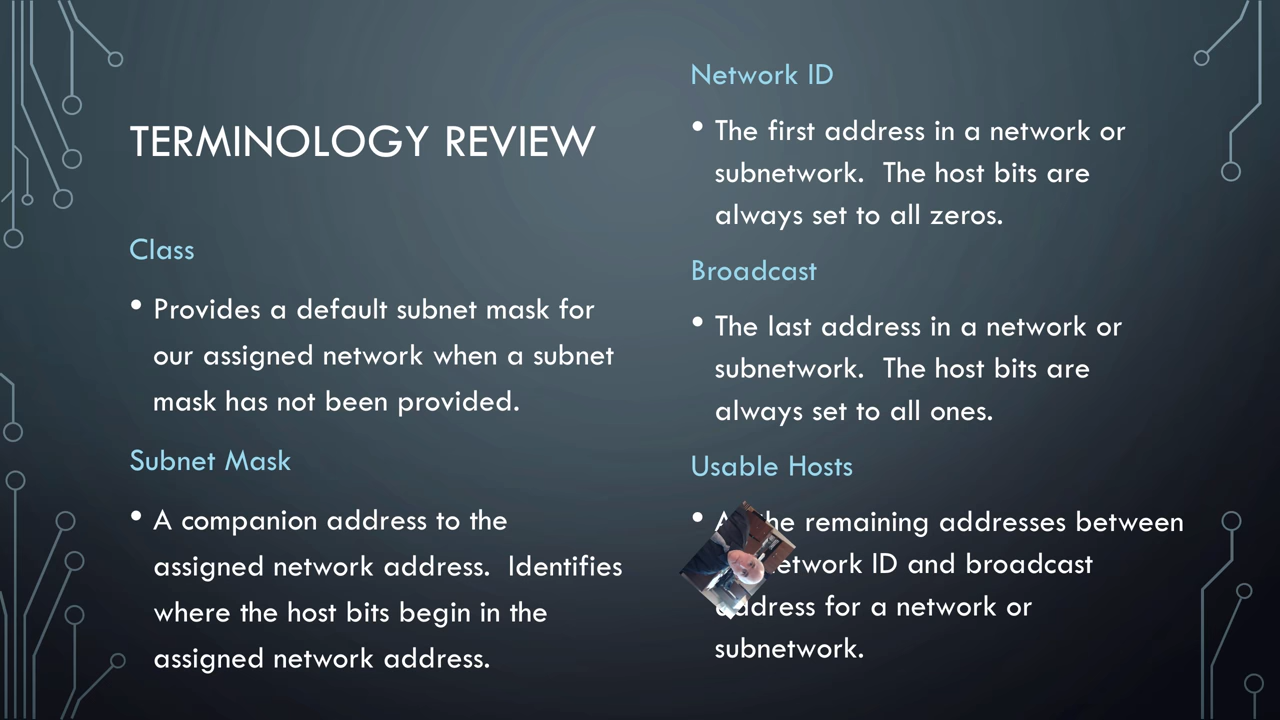 TERMINOLOGY REVIEW
Class
• Provides a default subnet mask for
our assigned network when a subnet
mask has not been provided.
Subnet Mask
• A companion address to the
assigned network address.  Identifies
where the host bits begin in the
assigned network address.
Network ID
• The first address in a network or
subnetwork.  The host bits are
always set to all zeros.
Broadcast
• The last address in a network or
subnetwork.  The host bits are
always set to all ones.
Usable Hosts
• the remaining addresses between
network ID and broadcast
address for a network or
subnetwork.